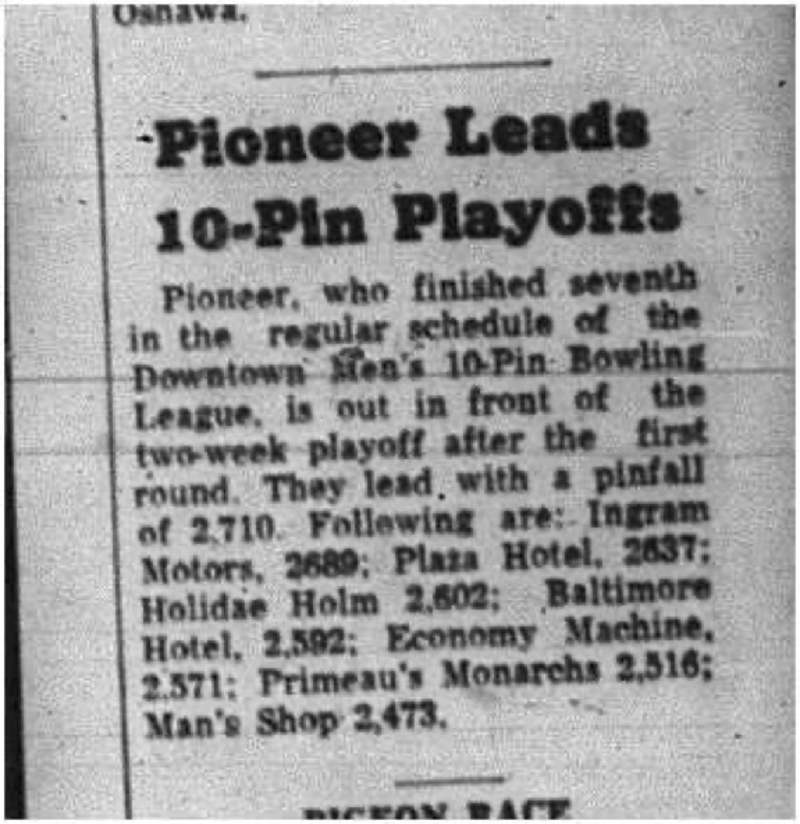 Oshawa.
Pioneer Leads
10-Pin Playoffs
Pioneer, who finished seventh
in the regular schedule of the
Downtown Men's 10-Pin Bowling
League, is out in front of the
two-week playoff after the first
round. They lead with a pinfall
of 2,710. Following are: Ingram
Motors, 2689; Plaza Hotel, 2637;
Holidae Holm 2,602; Baltimore
Hotel, 2,592; Economy Machine,
2,571; Primeau's Monarchs 2,516;
Man's Shop 2,473.
PIGEON RACE